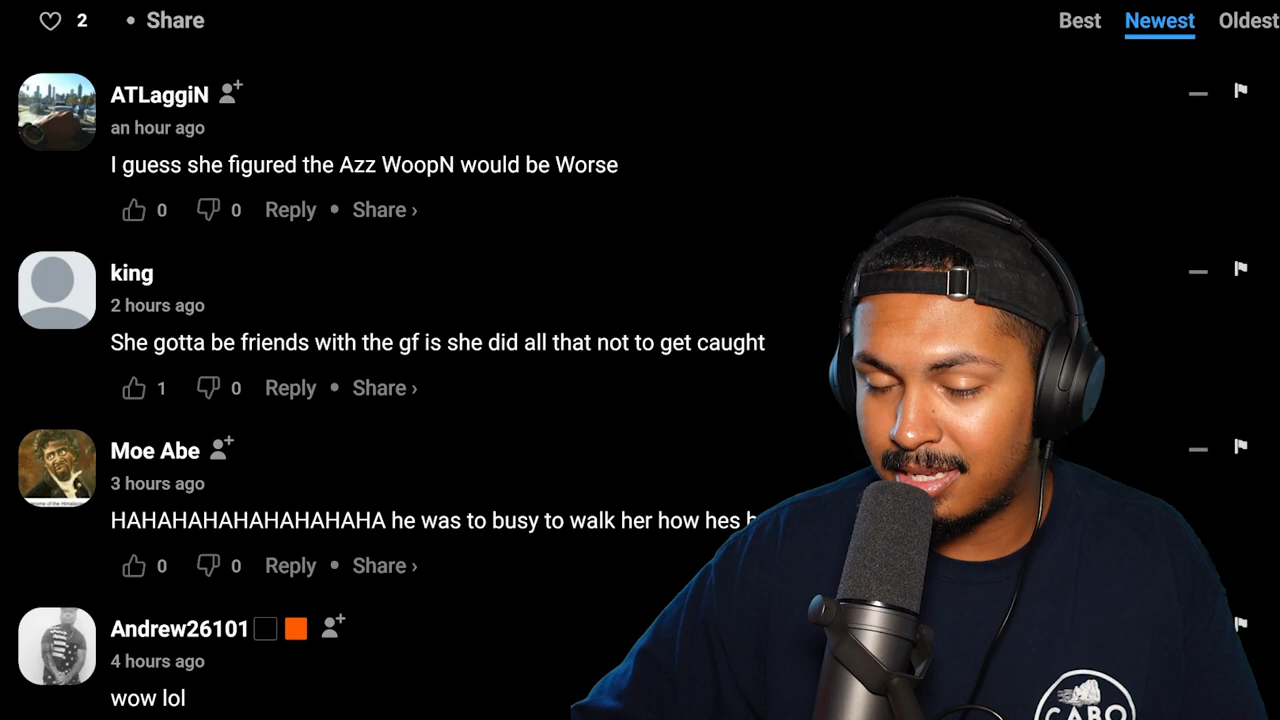 2 • Share
Best Newest Oldest
ATLaggiN
an hour ago
I guess she figured the Azz WoopN would be Worse
0 0 Reply • Share ›
king
2 hours ago
She gotta be friends with the gf is she did all that not to get caught
1 0 Reply • Share ›
Moe Abe
3 hours ago
HAHAHAHAHAHAHAHAHA he was to busy to walk her how hes
0 0 Reply • Share ›
Andrew26101
4 hours ago
wow lol
CABO